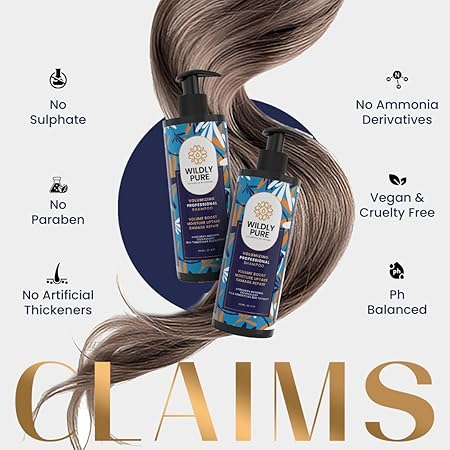 No
Sulphate
No
Paraben
No Artificial
Thickeners
No Ammonia
Derivatives
Vegan &
Cruelty Free
Ph
Balanced
N
ph
WILDLY
PURE
VOLUMIZING
PROFESSIONAL
SHAMPOO
VOLUME BOOST
MOISTURE UPTAKE
DAMAGE REPAIR
WILDLY
PURE
VOLUMIZING
PROFESSIONAL
SHAMPOO
VOLUME BOOST
MOISTURE UPTAKE
DAMAGE REPAIR
CLAIMS